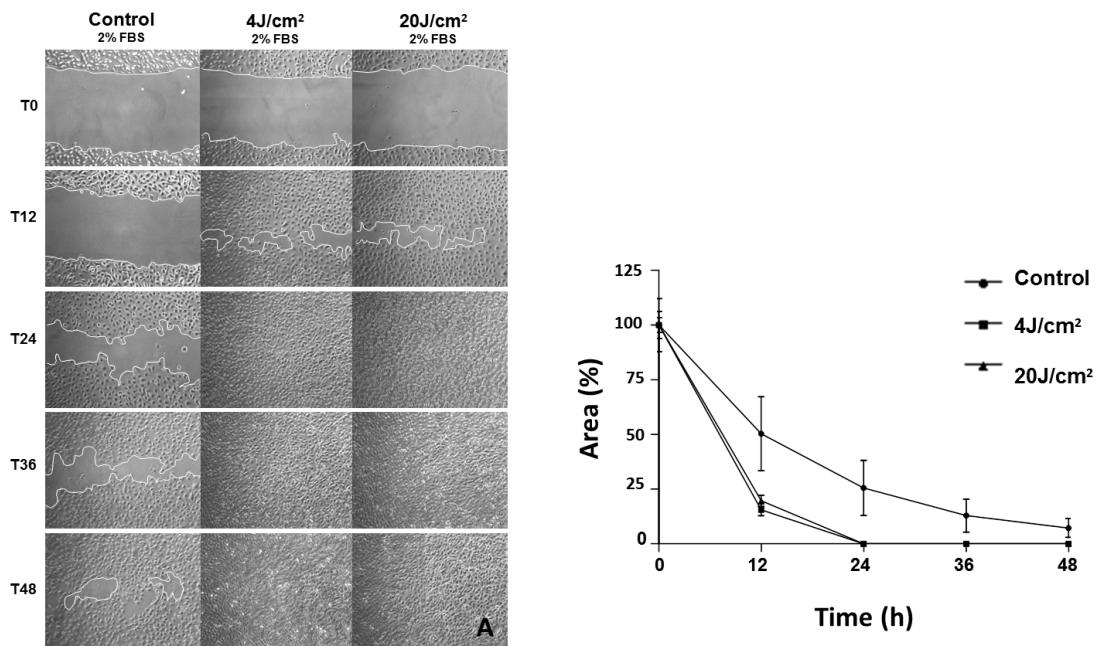 Control 4J/cm² 20J/cm²
2% FBS 2% FBS 2% FBS
T0
T12
T24
T36
T48
A
125
100
75
50
25
0
Area (%)
0 12 24 36 48
Time (h)
Control
4J/cm²
20J/cm²